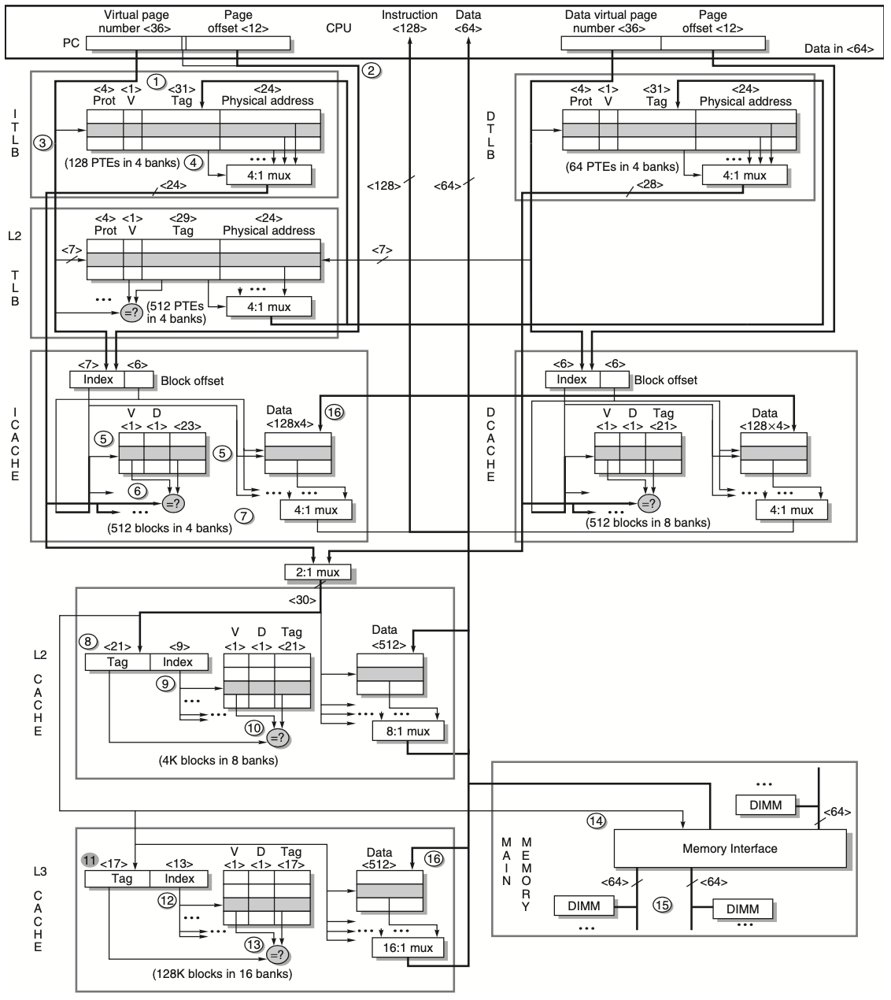 Virtual page number <36>
Page offset <12>
CPU
Instruction <128>
Data <64>
Data virtual page number <36>
Page offset <12>
PC
Data in <64>
1
2
ITLB
<4> Prot
<1> V
<31> Tag
<24> Physical address
3
(128 PTEs in 4 banks)
4
4:1 mux
<24>
<128>
<64>
DTLB
<4> Prot
<1> V
<31> Tag
<24> Physical address
(64 PTEs in 4 banks)
4:1 mux
<28>
L2 TLB
<4> Prot
<1> V
<29> Tag
<24> Physical address
<7>
<7>
=?
(512 PTEs in 4 banks)
4:1 mux
ICACHE
<7>
<6>
Index
Block offset
V <1>
D <1>
<23>
Data <128x4>
16
5
5
6
=?
7
4:1 mux
(512 blocks in 4 banks)
DCACHE
<6>
<6>
Index
Block offset
V <1>
D <1>
Tag <21>
Data <128×4>
=?
4:1 mux
(512 blocks in 8 banks)
2:1 mux
<30>
L2 CACHE
8
<21>
<9>
Tag
Index
V <1>
D <1>
Tag <21>
Data <512>
9
10
=?
8:1 mux
(4K blocks in 8 banks)
L3 CACHE
11
<17>
<13>
Tag
Index
V <1>
D <1>
Tag <17>
Data <512>
16
12
13
=?
16:1 mux
(128K blocks in 16 banks)
MAIN MEMORY
DIMM
<64>
14
Memory Interface
<64>
<64>
DIMM
15
DIMM